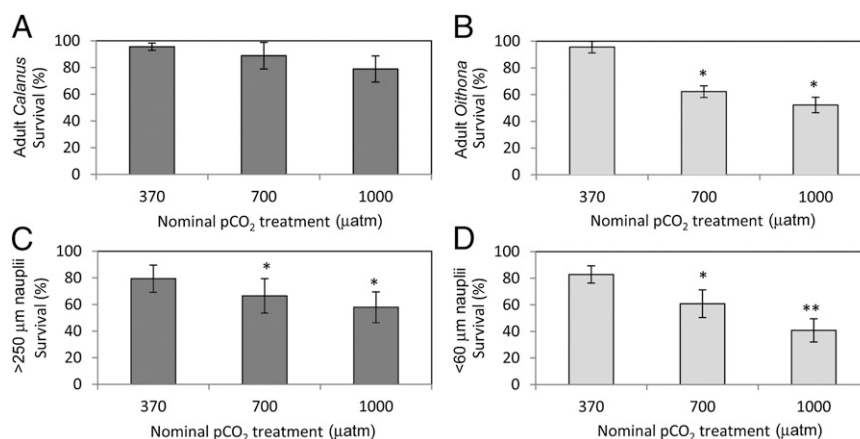 A
Adult Calanus
Survival (%)
100
80
60
40
20
0
370
700
1000
Nominal pCO₂ treatment (µatm)
B
Adult Oithona
Survival (%)
100
80
60
40
20
0
*
*
370
700
1000
Nominal pCO₂ treatment (µatm)
C
>250 µm nauplii
Survival (%)
100
80
60
40
20
0
*
*
370
700
1000
Nominal pCO₂ treatment (µatm)
D
<60 µm nauplii
Survival (%)
100
80
60
40
20
0
*
**
370
700
1000
Nominal pCO₂ treatment (µatm)